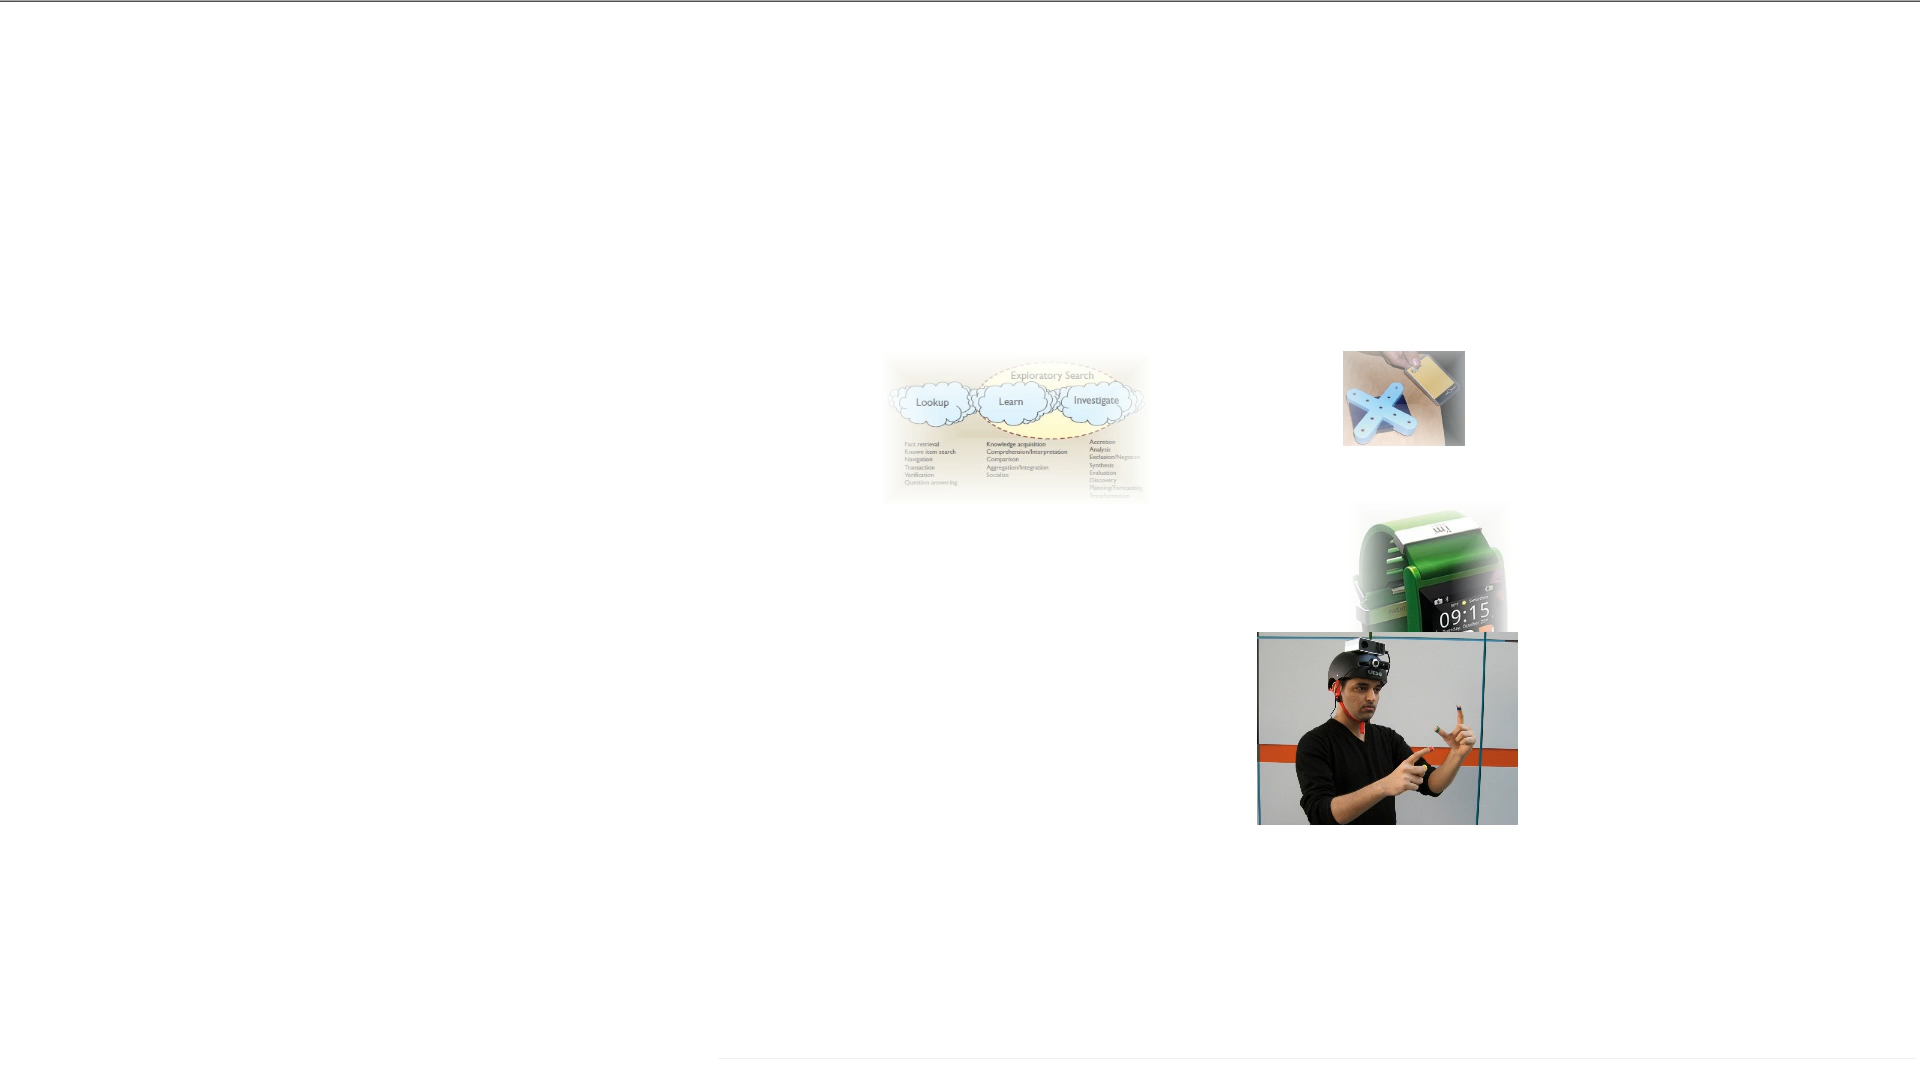 Exploratory Search
Lookup
Learn
Investigate
Fact retrieval
Known item search
Navigation
Transaction
Verification
Question answering
Knowledge acquisition
Comprehension/Interpretation
Comparison
Aggregation/Integration
Socialize
Accretion
Analysis
Exclusion/Negation
Synthesis
Evaluation
Discovery
Planning/Forecasting
Transformation
i'm
09:15